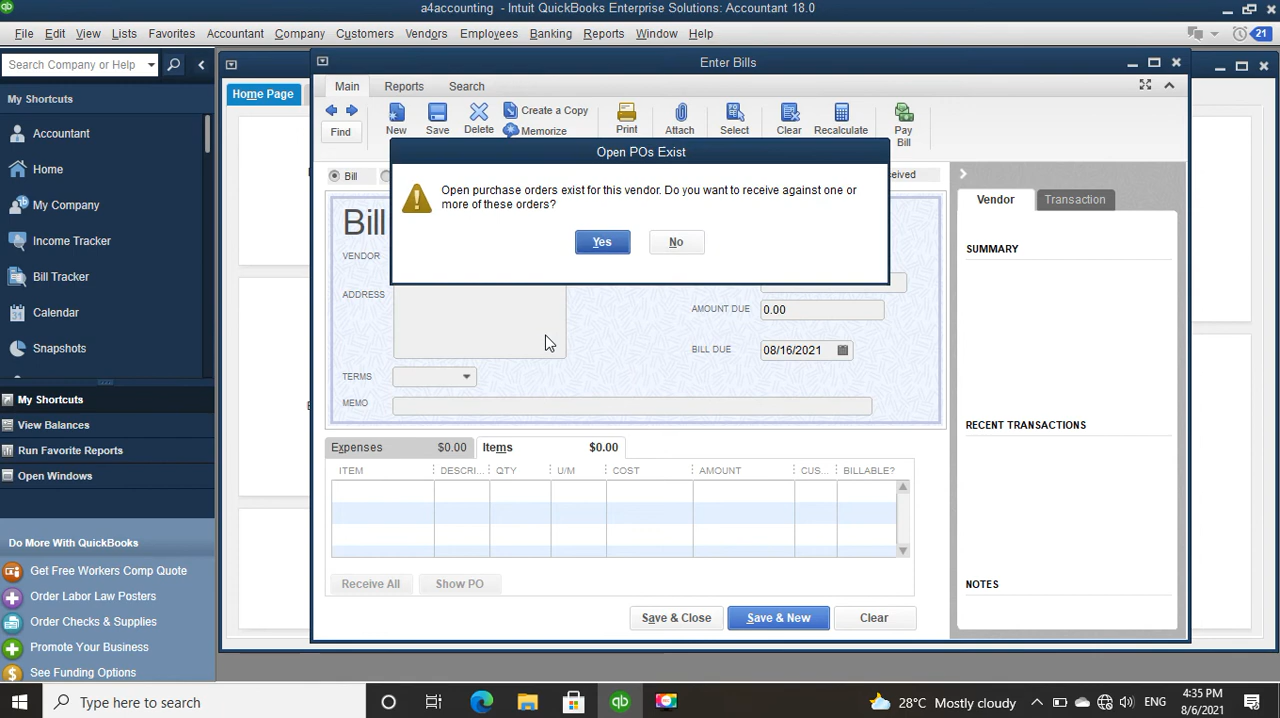 a4accounting - Intuit QuickBooks Enterprise Solutions: Accountant 18.0
File Edit View Lists Favorites Accountant Company Customers Vendors Employees Banking Reports Window Help
21
Search Company or Help
My Shortcuts
Accountant
Home
My Company
Income Tracker
Bill Tracker
Calendar
Snapshots
My Shortcuts
View Balances
Run Favorite Reports
Open Windows
Do More With QuickBooks
Get Free Workers Comp Quote
Order Labor Law Posters
Order Checks & Supplies
Promote Your Business
See Funding Options
Home Page
Enter Bills
Main Reports Search
Find
New
Save
Delete
Create a Copy
Memorize
Print
Attach
Select
Clear
Recalculate
Pay
Bill
Open POs Exist
Open purchase orders exist for this vendor. Do you want to receive against one or
more of these orders?
Yes No
Bill
Bill
VENDOR
ADDRESS
AMOUNT DUE 0.00
BILL DUE 08/16/2021
TERMS
MEMO
Expenses $0.00 Items $0.00
ITEM DESCRI... QTY U/M COST AMOUNT CUS... BILLABLE?
Receive All Show PO
Save & Close Save & New Clear
Vendor Transaction
SUMMARY
RECENT TRANSACTIONS
NOTES
Type here to search
28°C Mostly cloudy
ENG
4:35 PM
8/6/2021